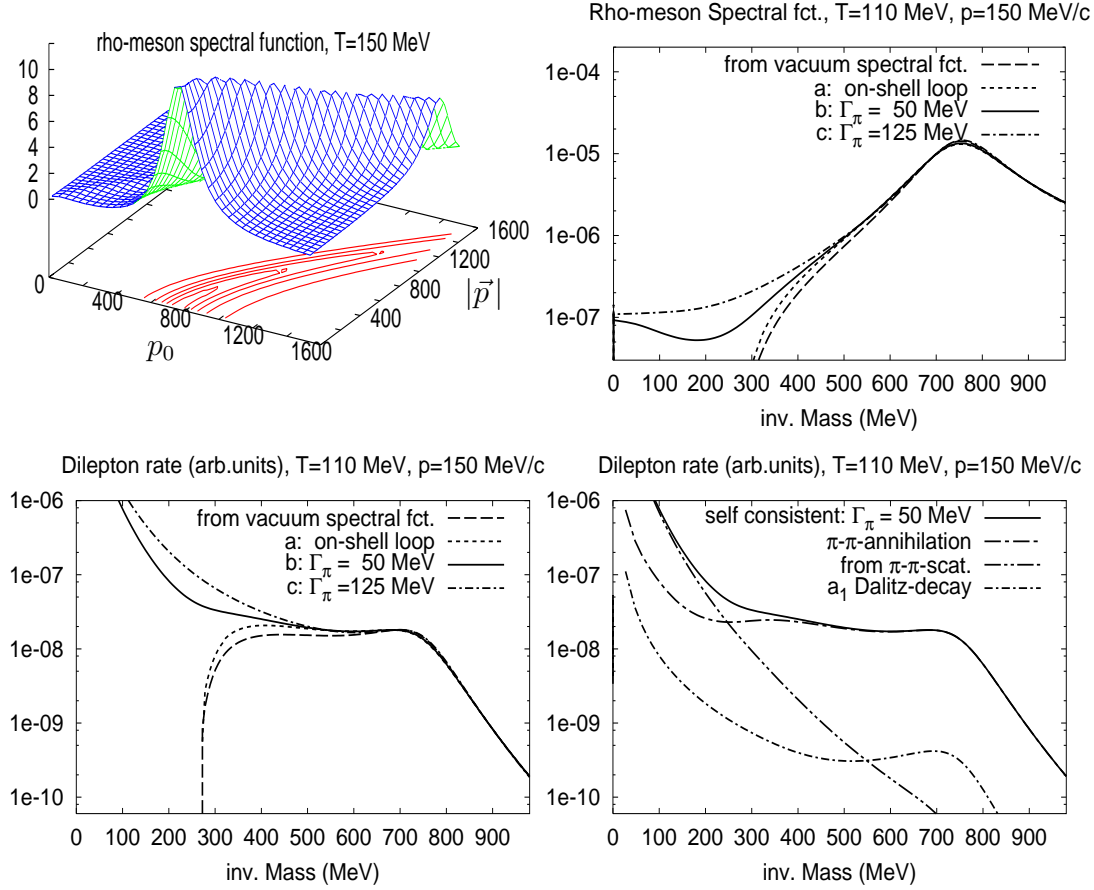 rho-meson spectral function, T=150 MeV
12
10
8
6
4
2
0
0
400
800
1200
1600
p0
400
800
1200
1600
|p⃗|
Rho-meson Spectral fct., T=110 MeV, p=150 MeV/c
from vacuum spectral fct.
a: on-shell loop
b: Γπ = 50 MeV
c: Γπ =125 MeV
1e-04
1e-05
1e-06
1e-07
0 100 200 300 400 500 600 700 800 900
inv. Mass (MeV)
Dilepton rate (arb.units), T=110 MeV, p=150 MeV/c
from vacuum spectral fct.
a: on-shell loop
b: Γπ = 50 MeV
c: Γπ =125 MeV
1e-06
1e-07
1e-08
1e-09
1e-10
0 100 200 300 400 500 600 700 800 900
inv. Mass (MeV)
Dilepton rate (arb.units), T=110 MeV, p=150 MeV/c
self consistent: Γπ = 50 MeV
π-π-annihilation
from π-π-scat.
a1 Dalitz-decay
1e-06
1e-07
1e-08
1e-09
1e-10
0 100 200 300 400 500 600 700 800 900
inv. Mass (MeV)